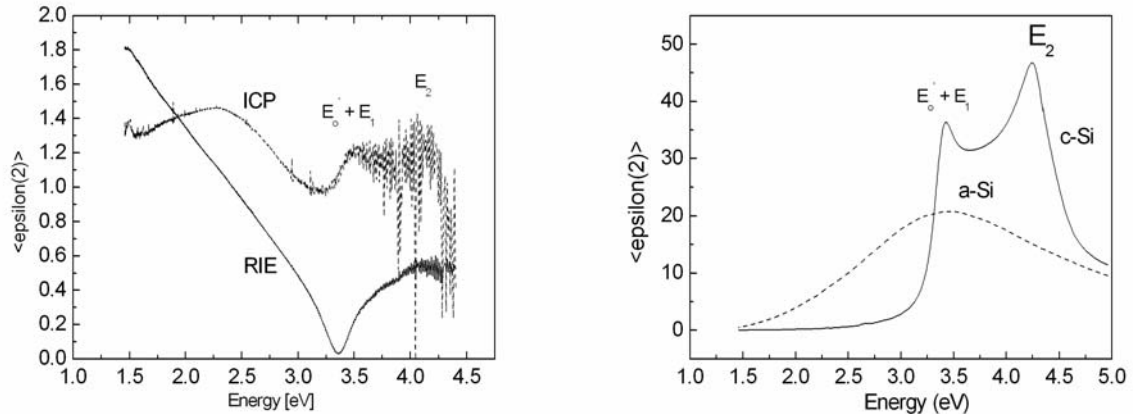 2.0
1.8
1.6
1.4
1.2
1.0
0.8
0.6
0.4
0.2
0.0
<epsilon(2)>
ICP
RIE
E'o + E1
E2
1.0 1.5 2.0 2.5 3.0 3.5 4.0 4.5
Energy [eV]
50
40
30
20
10
0
<epsilon(2)>
E2
E'o + E1
c-Si
a-Si
1.0 1.5 2.0 2.5 3.0 3.5 4.0 4.5 5.0
Energy (eV)